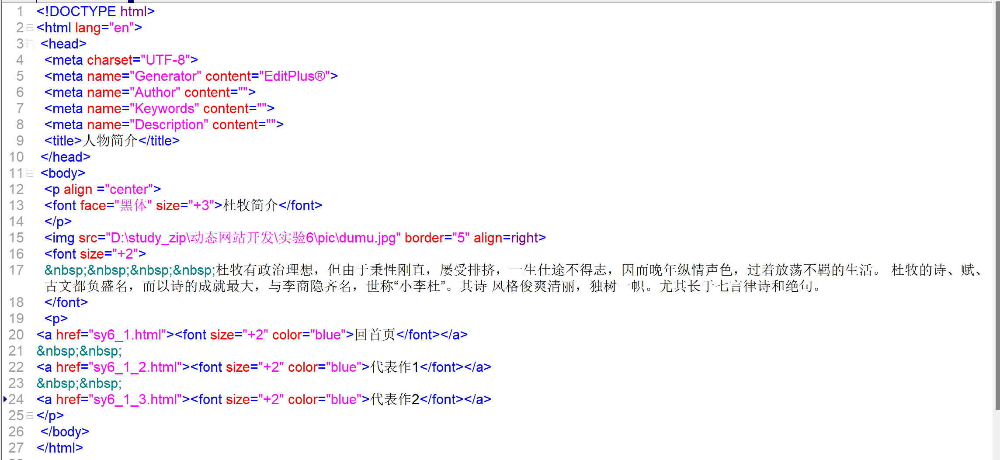 1 <!DOCTYPE html>
2 <html lang="en">
3 <head>
4 <meta charset="UTF-8">
5 <meta name="Generator" content="EditPlus®">
6 <meta name="Author" content="">
7 <meta name="Keywords" content="">
8 <meta name="Description" content="">
9 <title>人物简介</title>
10 </head>
11 <body>
12 <p align ="center">
13 <font face="黑体" size="+3">杜牧简介</font>
14 </p>
15 <img src="D:\study_zip\动态网站开发\实验6\pic\dumu.jpg" border="5" align=right>
16 <font size="+2">
17 &nbsp;&nbsp;&nbsp;&nbsp;杜牧有政治理想，但由于秉性刚直，屡受排挤，一生仕途不得志，因而晚年纵情声色，过着放荡不羁的生活。 杜牧的诗、赋、
古文都负盛名，而以诗的成就最大，与李商隐齐名，世称“小李杜”。其诗 风格俊爽清丽，独树一帜。尤其长于七言律诗和绝句。
18 </font>
19 <p>
20 <a href="sy6_1.html"><font size="+2" color="blue">回首页</font></a>
21 &nbsp;&nbsp;
22 <a href="sy6_1_2.html"><font size="+2" color="blue">代表作1</font></a>
23 &nbsp;&nbsp;
24 <a href="sy6_1_3.html"><font size="+2" color="blue">代表作2</font></a>
25 </p>
26 </body>
27 </html>